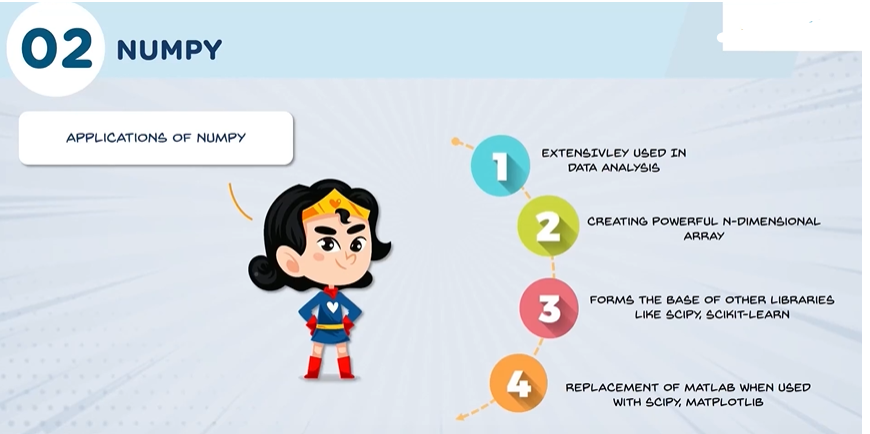 02 NUMPY
APPLICATIONS OF NUMPY
1
EXTENSIVLEY USED IN
DATA ANALYSIS
2
CREATING POWERFUL N-DIMENSIONAL
ARRAY
3
FORMS THE BASE OF OTHER LIBRARIES
LIKE SCIPY, SCIKIT-LEARN
4
REPLACEMENT OF MATLAB WHEN USED
WITH SCIPY, MATPLOTLIB